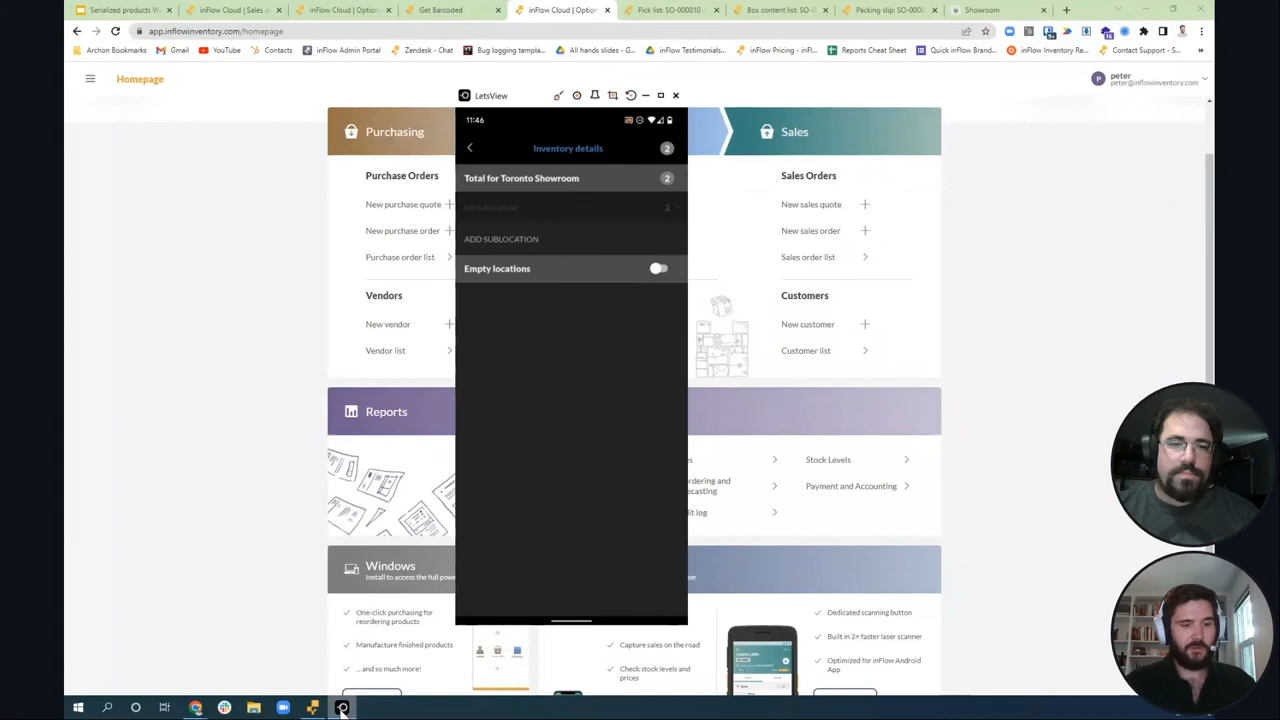 Serialized products W
inFlow Cloud | Sales o
inFlow Cloud | Option
Get Barcoded
inFlow Cloud | Option
Pick list: SO-000010
Box content list: SO-
Packing slip: SO-0000
Showroom
app.inflowinventory.com/homepage
Archon Bookmarks
Gmail
YouTube
Contacts
inFlow Admin Portal
Zendesk - Chat
Bug logging templat...
All hands slides - G...
inFlow Testimonials...
inFlow Pricing - inFl...
Reports Cheat Sheet
Quick inFlow Bran...
inFlow Inventory Re...
Contact Support - M...
Homepage
P
peter
peter@inflowinventory.com
LetsView
11:46
Inventory details
2
Total for Toronto Showroom
2
No sublocation
2
ADD SUBLOCATION
Empty locations
Purchasing
Purchase Orders
New purchase quote
New purchase order
Purchase order list
Vendors
New vendor
Vendor list
Sales
Sales Orders
New sales quote
New sales order
Sales order list
Customers
New customer
Customer list
Reports
Stock Levels
Payment and Accounting
ecasting
Windows
Install to access the full pow
One-click purchasing for
reordering products
Manufacture finished products
... and so much more!
Capture sales on the road
Check stock levels and
prices
Dedicated scanning button
Built in 2× faster laser scanner
Optimized for inFlow Android
App